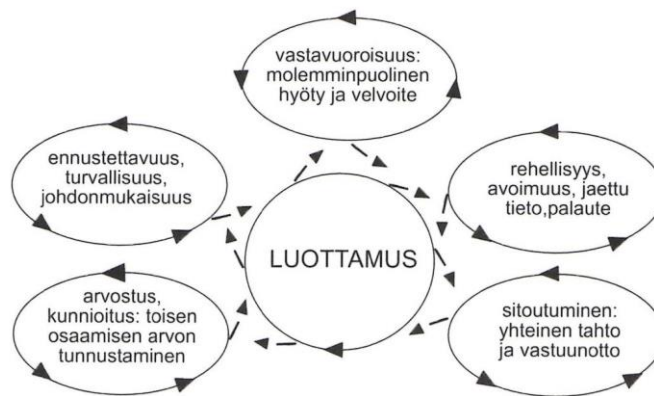 vastavuoroisuus:
molemminpuolinen
hyöty ja velvoite
ennustettavuus,
turvallisuus,
johdonmukaisuus
rehellisyys,
avoimuus, jaettu
tieto,palaute
LUOTTAMUS
arvostus,
kunnioitus: toisen
osaamisen arvon
tunnustaminen
sitoutuminen:
yhteinen tahto
ja vastuunotto